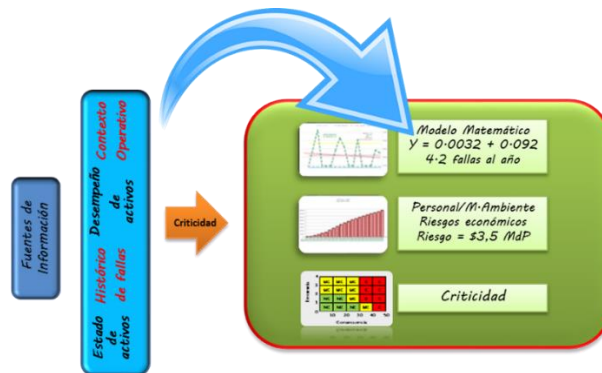 Fuentes de
Información
Estado
de
activos
Histórico
de fallas
Desempeño
de
activos
Contexto
Operativo
Criticidad
Modelo Matemático
Y = 0.0032 + 0.092
4.2 fallas al año
Personal/M.Ambiente
Riesgos económicos
Riesgo = $3,5 MdP
Criticidad